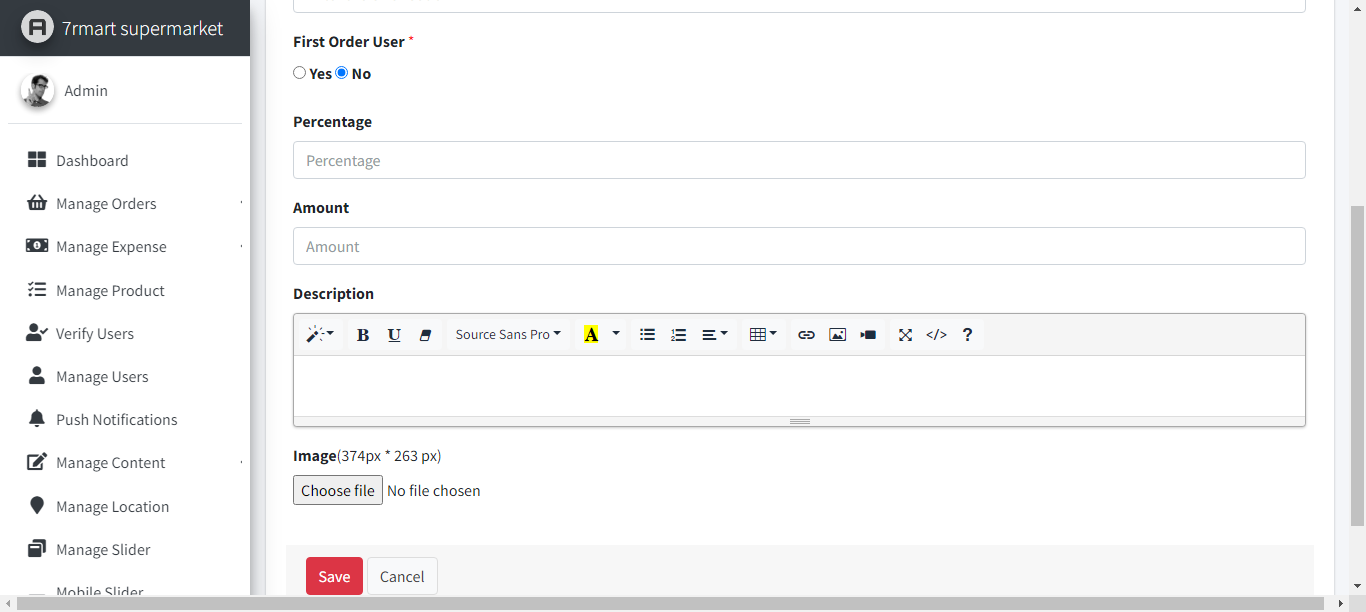 7rmart supermarket
Admin
Dashboard
Manage Orders
Manage Expense
Manage Product
Verify Users
Manage Users
Push Notifications
Manage Content
Manage Location
Manage Slider
Mobile Slider
First Order User *
Yes No
Percentage
Percentage
Amount
Amount
Description
B U Source Sans Pro A </> ?
Image(374px * 263 px)
Choose file No file chosen
Save Cancel